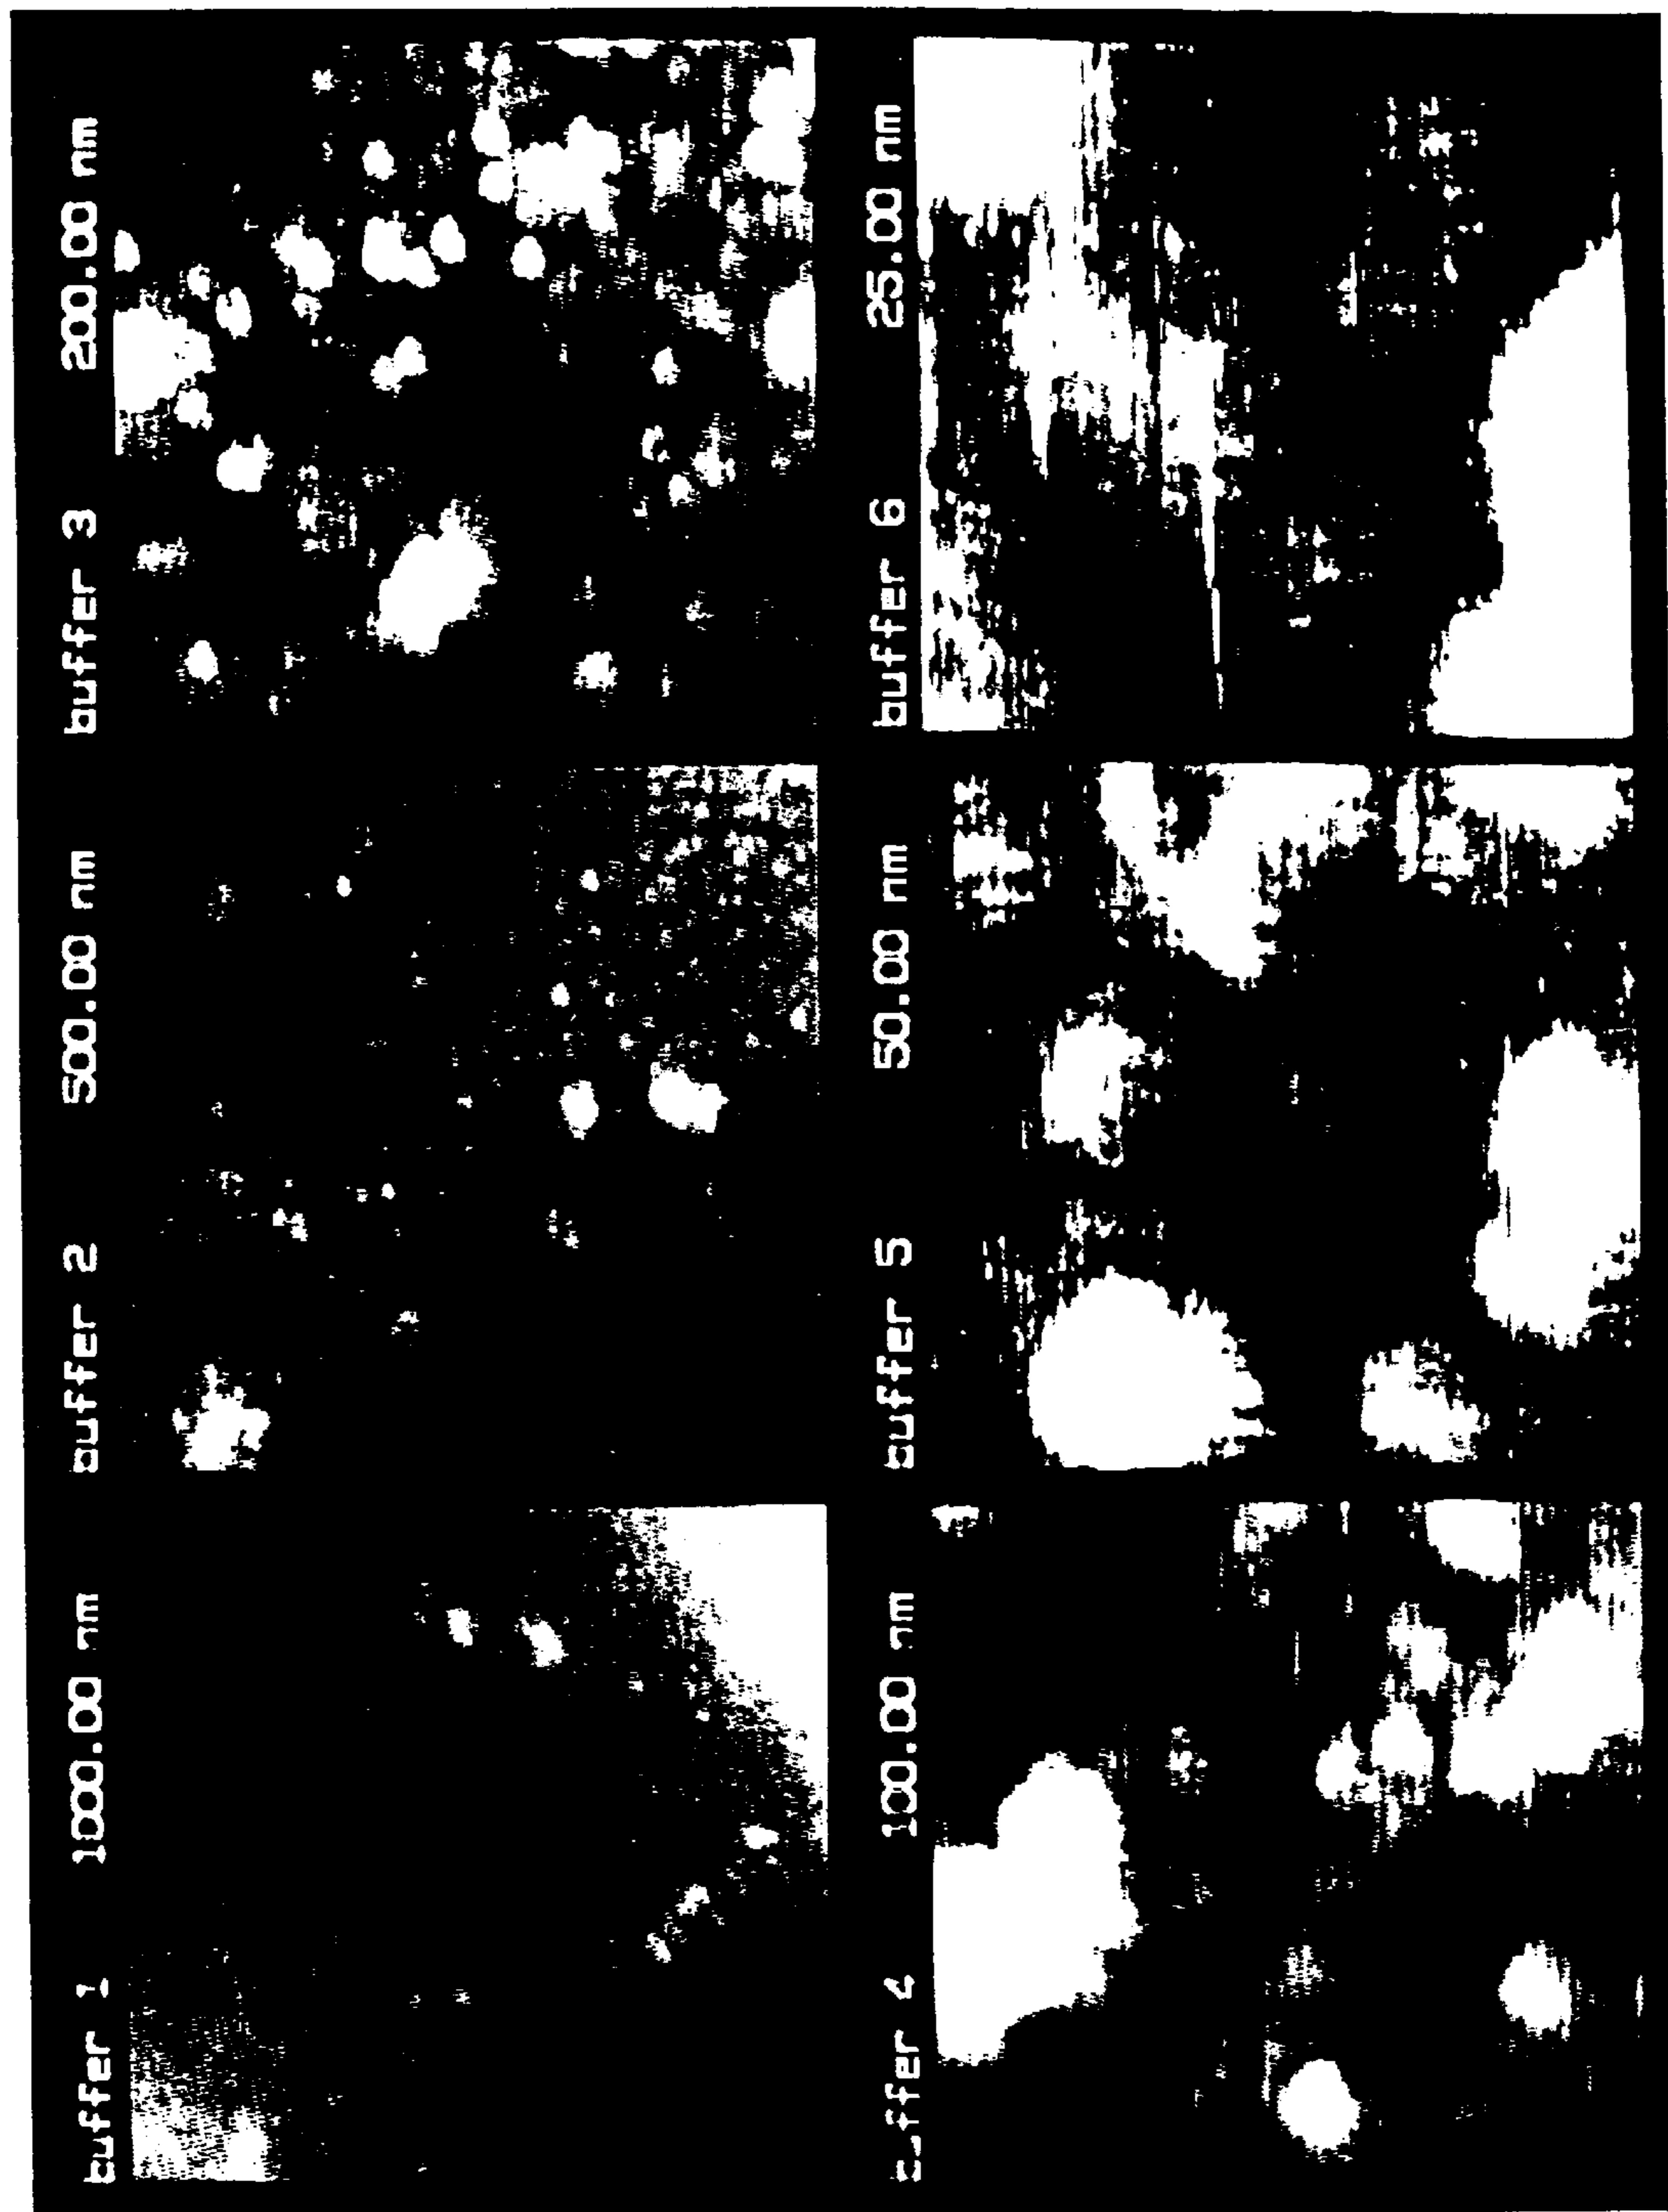 buffer 1 1000.00 nm
buffer 2 500.00 nm
buffer 3 200.00 nm
buffer 4 100.00 nm
buffer 5 50.00 nm
buffer 6 25.00 nm